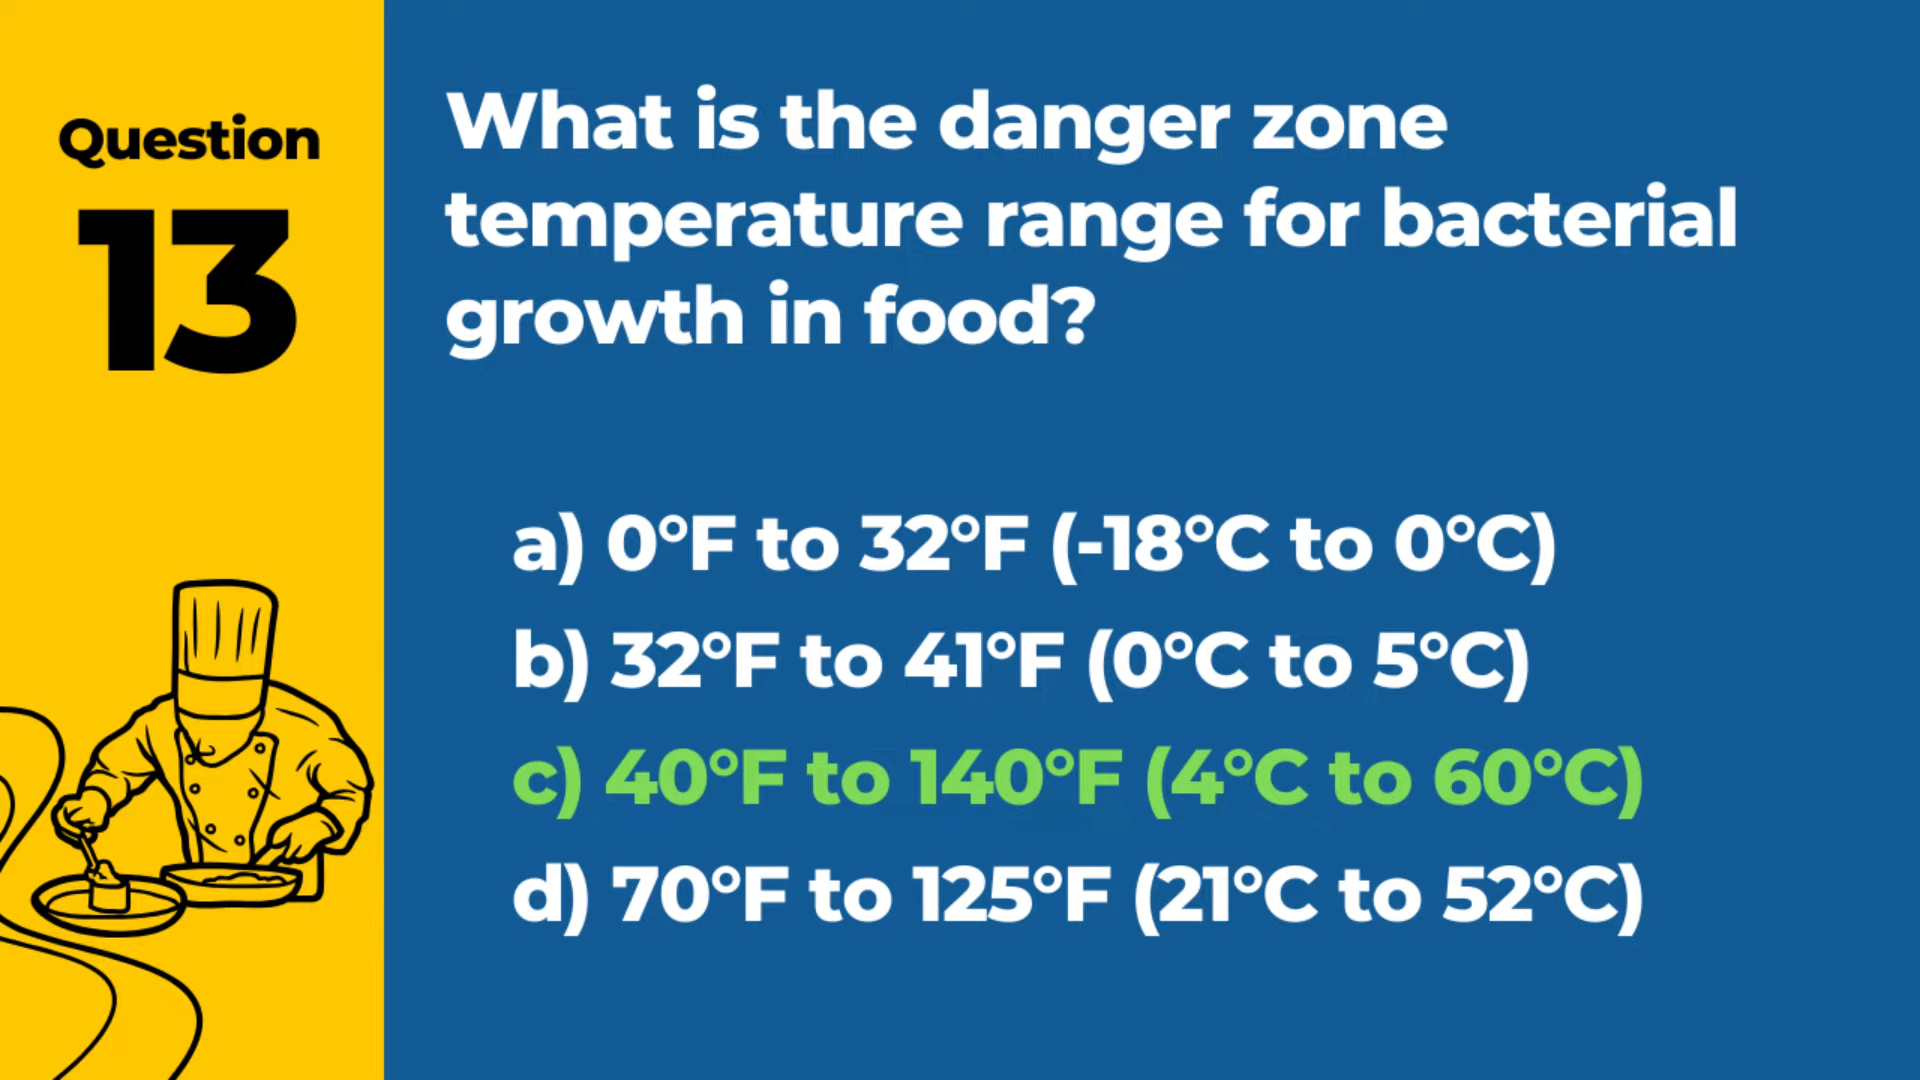 Question
13
What is the danger zone
temperature range for bacterial
growth in food?
a) 0°F to 32°F (-18°C to 0°C)
b) 32°F to 41°F (0°C to 5°C)
c) 40°F to 140°F (4°C to 60°C)
d) 70°F to 125°F (21°C to 52°C)